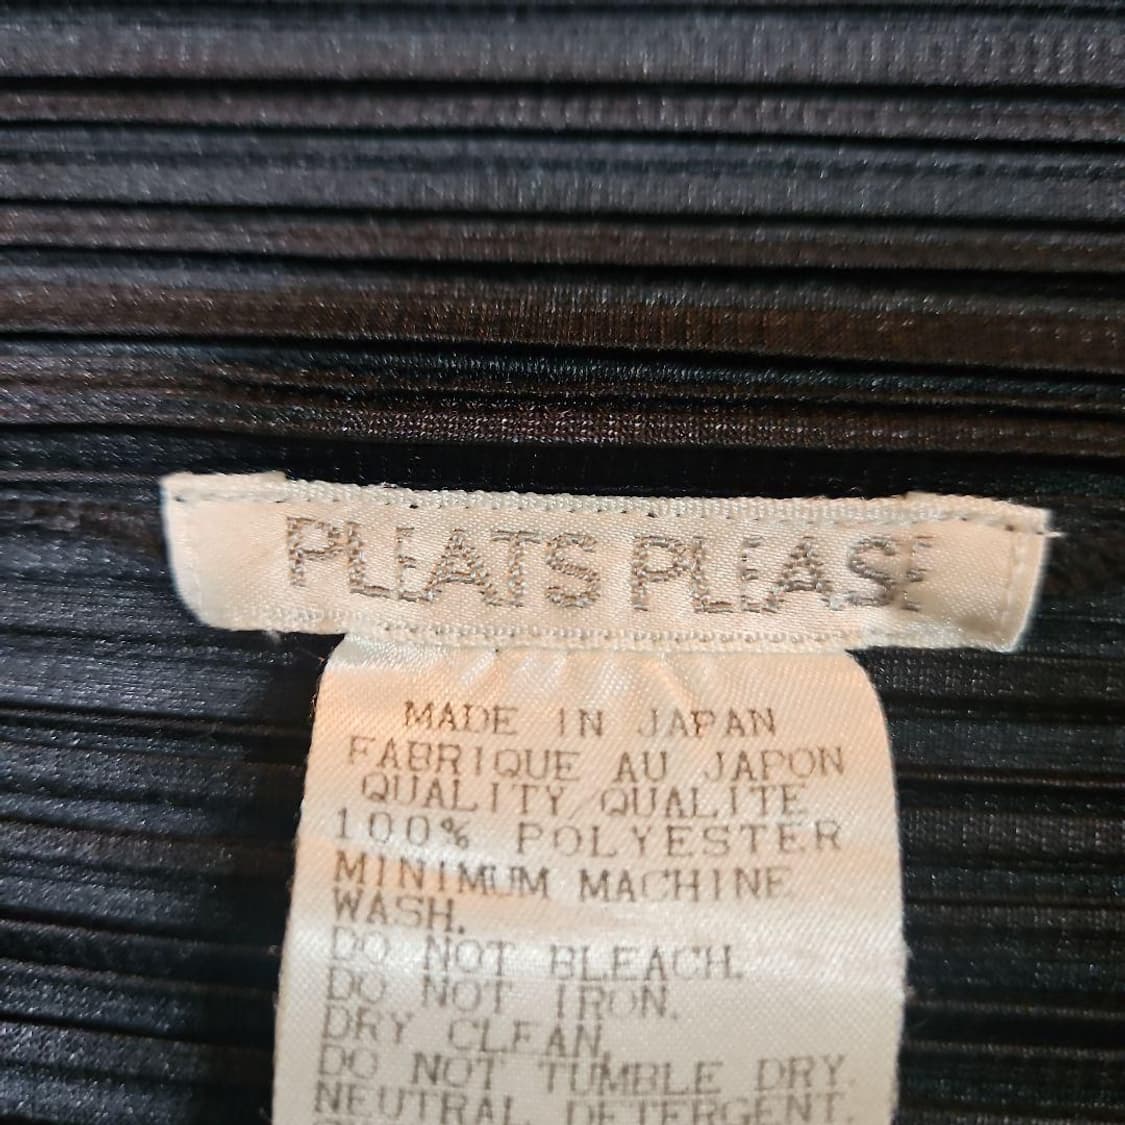 PLEATS PLEASE
MADE IN JAPAN
FABRIQUE AU JAPON
QUALITY/QUALITE
100% POLYESTER
MINIMUM MACHINE
WASH.
DO NOT BLEACH.
DO NOT IRON.
DRY CLEAN,
DO NOT TUMBLE DRY.
NEUTRAL DETERGENT.